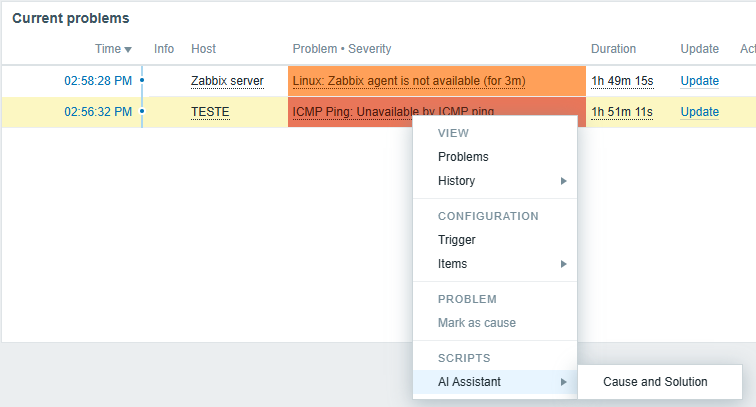 Current problems
Time Info Host Problem • Severity Duration Update
02:58:28 PM Zabbix server Linux: Zabbix agent is not available (for 3m) 1h 49m 15s Update
02:56:32 PM TESTE ICMP Ping: Unavailable by ICMP ping 1h 51m 11s Update
VIEW
Problems
History
CONFIGURATION
Trigger
Items
PROBLEM
Mark as cause
SCRIPTS
AI Assistant Cause and Solution